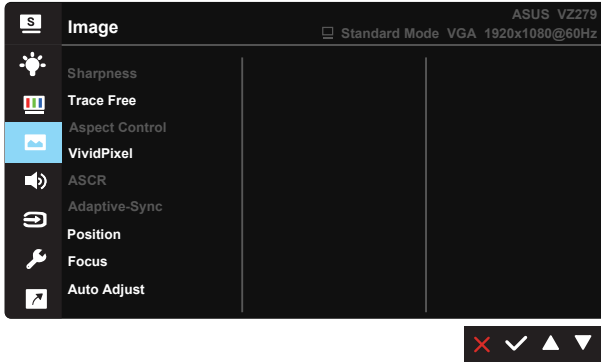 S
Image
ASUS VZ279
Standard Mode VGA 1920x1080@60Hz
Sharpness
Trace Free
Aspect Control
VividPixel
ASCR
Adaptive-Sync
Position
Focus
Auto Adjust